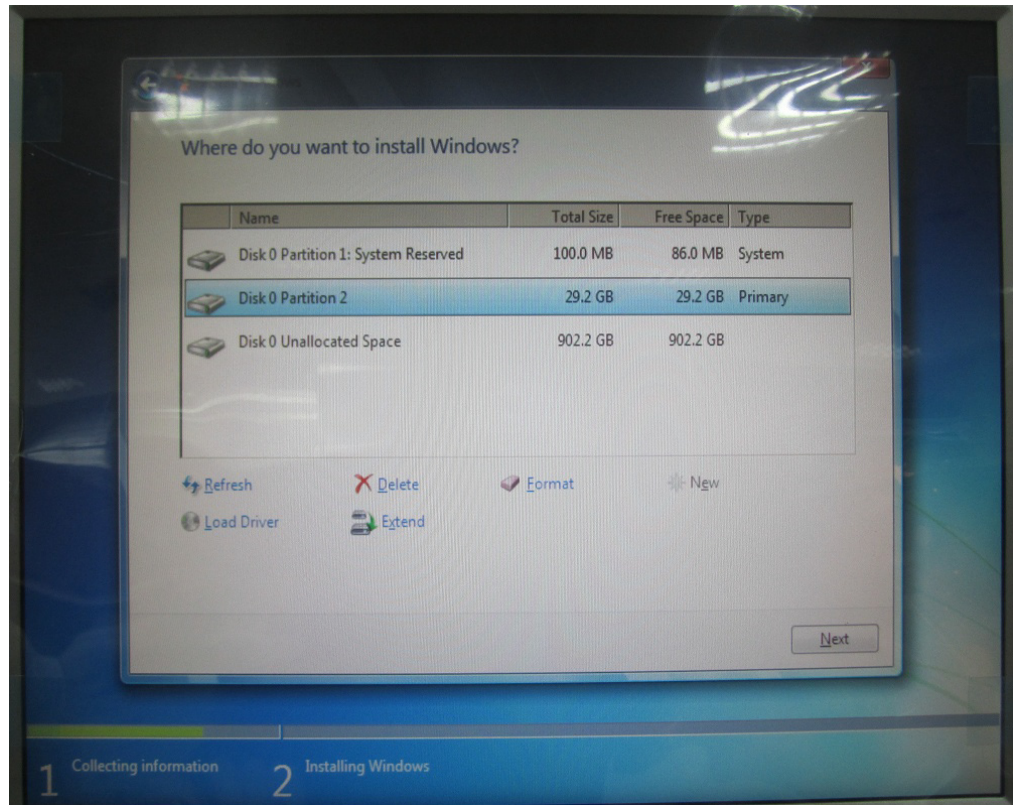 Where do you want to install Windows?
Name Total Size Free Space Type
Disk 0 Partition 1: System Reserved 100.0 MB 86.0 MB System
Disk 0 Partition 2 29.2 GB 29.2 GB Primary
Disk 0 Unallocated Space 902.2 GB 902.2 GB
Refresh Delete Format New
Load Driver Extend
Next
1 Collecting information 2 Installing Windows